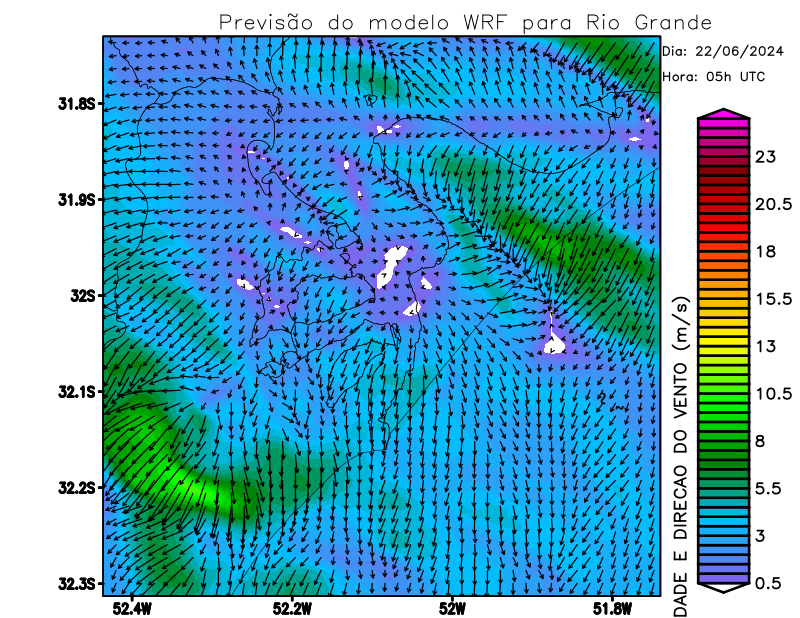 Previsão do modelo WRF para Rio Grande
Dia: 22/06/2024
Hora: 05h UTC
31.8S
31.9S
32S
32.1S
32.2S
32.3S
52.4W
52.2W
52W
51.8W
23
20.5
18
15.5
13
10.5
8
5.5
3
0.5
DADE E DIRECAO DO VENTO (m/s)